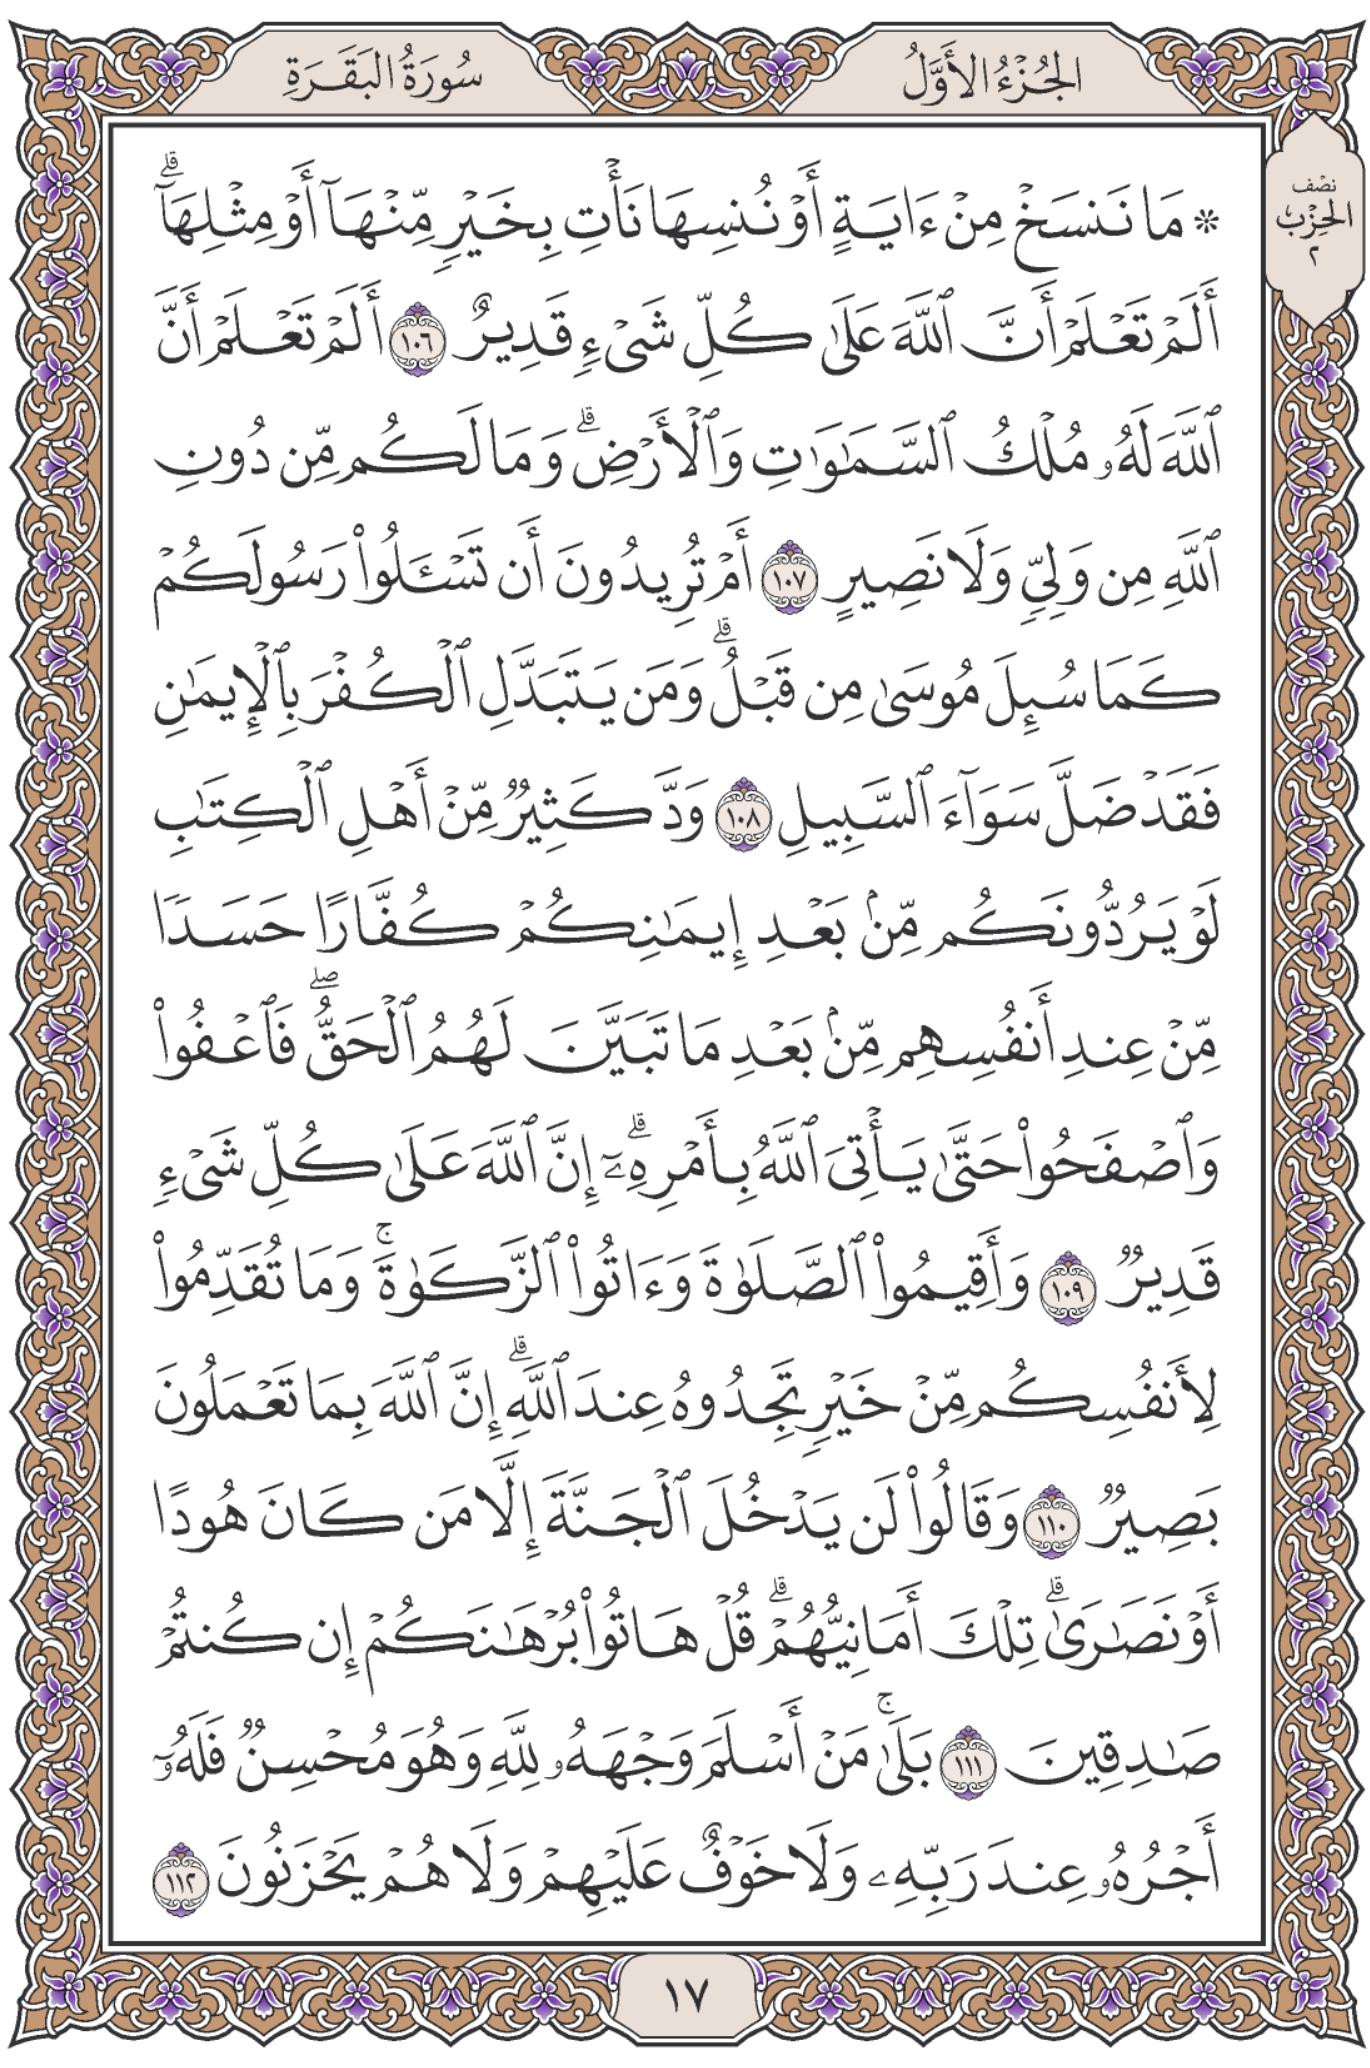 الجُزْءُ الأَوَّلُ
سُورَةُ البَقَرَةِ
نصف
الحِزْب
٢
۞ مَا نَنسَخْ مِنْ ءَايَةٍ أَوْ نُنسِهَا نَأْتِ بِخَيْرٍ مِّنْهَآ أَوْ مِثْلِهَآۗ
أَلَمْ تَعْلَمْ أَنَّ ٱللَّهَ عَلَىٰ كُلِّ شَىْءٍ قَدِيرٌ ١٠٦ أَلَمْ تَعْلَمْ أَنَّ
ٱللَّهَ لَهُۥ مُلْكُ ٱلسَّمَٰوَٰتِ وَٱلْأَرْضِۗ وَمَا لَكُم مِّن دُونِ
ٱللَّهِ مِن وَلِىٍّ وَلَا نَصِيرٍ ١٠٧ أَمْ تُرِيدُونَ أَن تَسْـَٔلُوا۟ رَسُولَكُمْ
كَمَا سُئِلَ مُوسَىٰ مِن قَبْلُۗ وَمَن يَتَبَدَّلِ ٱلْكُفْرَ بِٱلْإِيمَٰنِ
فَقَدْ ضَلَّ سَوَآءَ ٱلسَّبِيلِ ١٠٨ وَدَّ كَثِيرٌ مِّنْ أَهْلِ ٱلْكِتَٰبِ
لَوْ يَرُدُّونَكُم مِّنۢ بَعْدِ إِيمَٰنِكُمْ كُفَّارًا حَسَدًا
مِّنْ عِندِ أَنفُسِهِم مِّنۢ بَعْدِ مَا تَبَيَّنَ لَهُمُ ٱلْحَقُّۖ فَٱعْفُوا۟
وَٱصْفَحُوا۟ حَتَّىٰ يَأْتِىَ ٱللَّهُ بِأَمْرِهِۦٓۗ إِنَّ ٱللَّهَ عَلَىٰ كُلِّ شَىْءٍ
قَدِيرٌ ١٠٩ وَأَقِيمُوا۟ ٱلصَّلَوٰةَ وَءَاتُوا۟ ٱلزَّكَوٰةَۚ وَمَا تُقَدِّمُوا۟
لِأَنفُسِكُم مِّنْ خَيْرٍ تَجِدُوهُ عِندَ ٱللَّهِۗ إِنَّ ٱللَّهَ بِمَا تَعْمَلُونَ
بَصِيرٌ ١١٠ وَقَالُوا۟ لَن يَدْخُلَ ٱلْجَنَّةَ إِلَّا مَن كَانَ هُودًا
أَوْ نَصَٰرَىٰۗ تِلْكَ أَمَانِيُّهُمْۗ قُلْ هَاتُوا۟ بُرْهَٰنَكُمْ إِن كُنتُمْ
صَٰدِقِينَ ١١١ بَلَىٰۚ مَنْ أَسْلَمَ وَجْهَهُۥ لِلَّهِ وَهُوَ مُحْسِنٌ فَلَهُۥٓ
أَجْرُهُۥ عِندَ رَبِّهِۦ وَلَا خَوْفٌ عَلَيْهِمْ وَلَا هُمْ يَحْزَنُونَ ١١٢
١٧